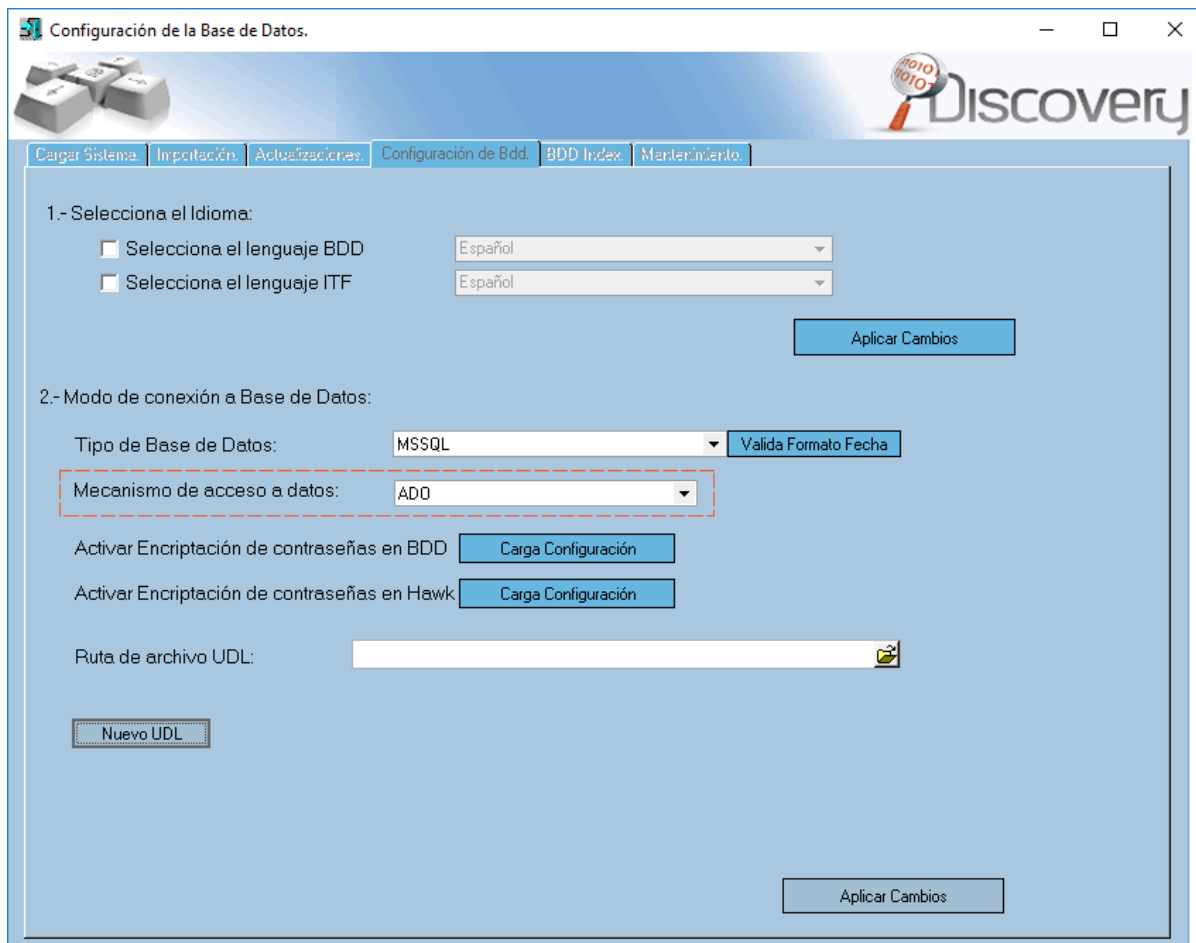 Configuración de la Base de Datos.
Discovery
Cargar Sistema. Importación. Actualizaciones. Configuración de Bdd. BDD Index. Mantenimiento.
1.- Selecciona el Idioma:
Selecciona el lenguaje BDD Español
Selecciona el lenguaje ITF Español
Aplicar Cambios
2.- Modo de conexión a Base de Datos:
Tipo de Base de Datos: MSSQL Valida Formato Fecha
Mecanismo de acceso a datos: ADO
Activar Encriptación de contraseñas en BDD Carga Configuración
Activar Encriptación de contraseñas en Hawk Carga Configuración
Ruta de archivo UDL:
Nuevo UDL
Aplicar Cambios